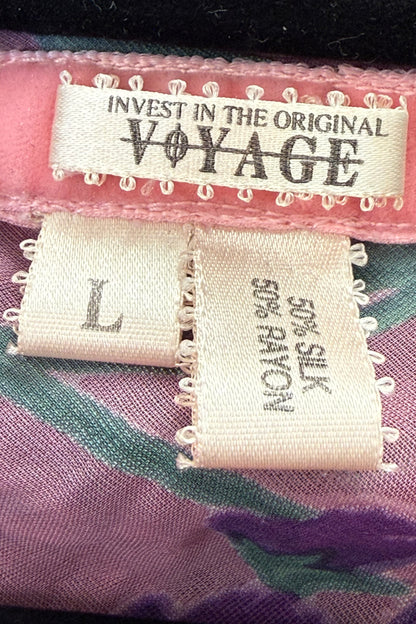 INVEST IN THE ORIGINAL
VOYAGE
L
50% SILK
50% RAYON